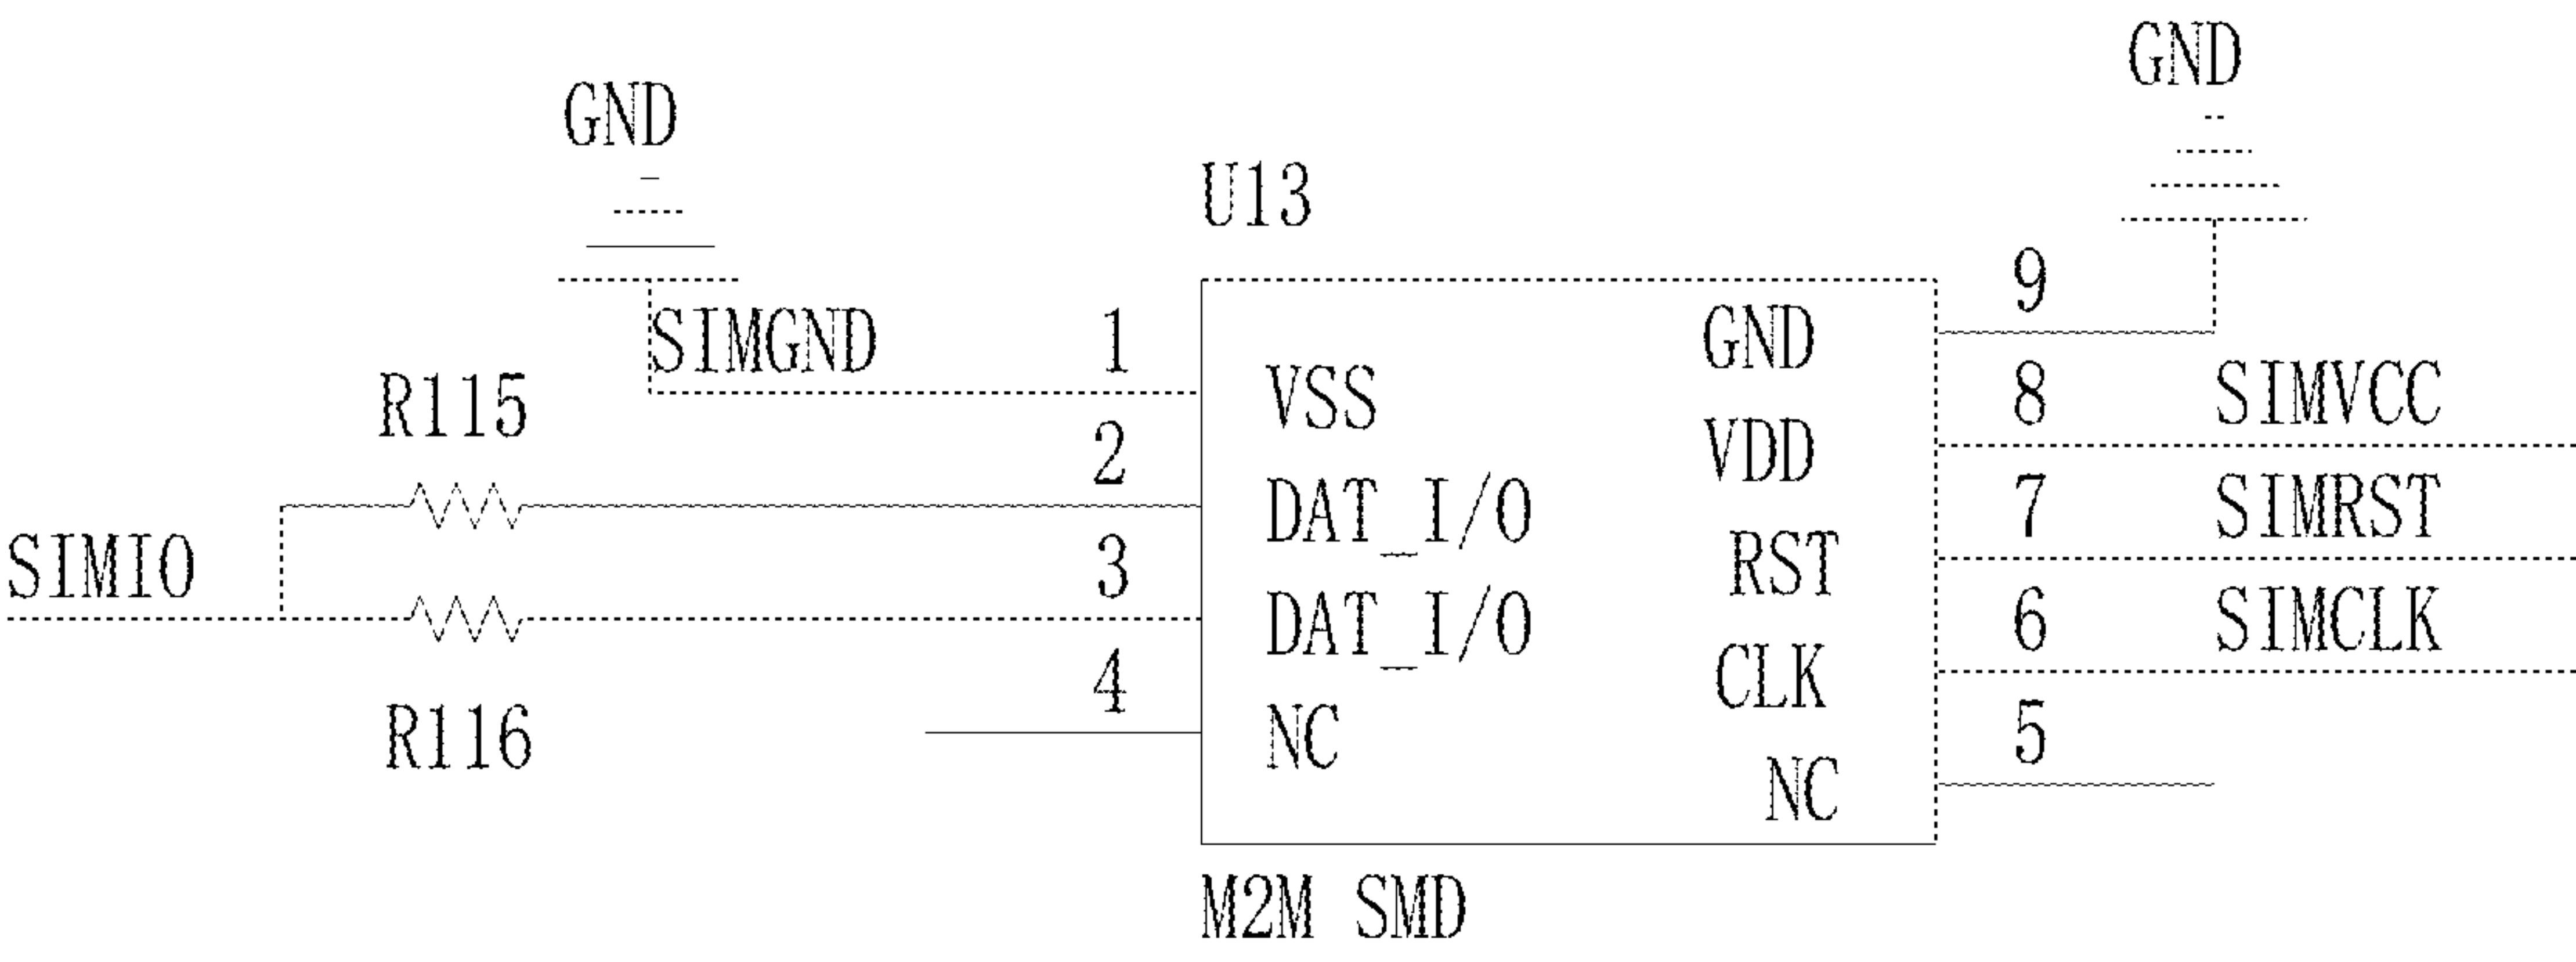 GND
GND
U13
9
SIMGND
1
GND
R115
VSS
8
SIMVCC
2
VDD
DAT_I/O
7
SIMRST
SIMIO
3
RST
DAT_I/O
6
SIMCLK
4
CLK
R116
NC
5
NC
M2M SMD